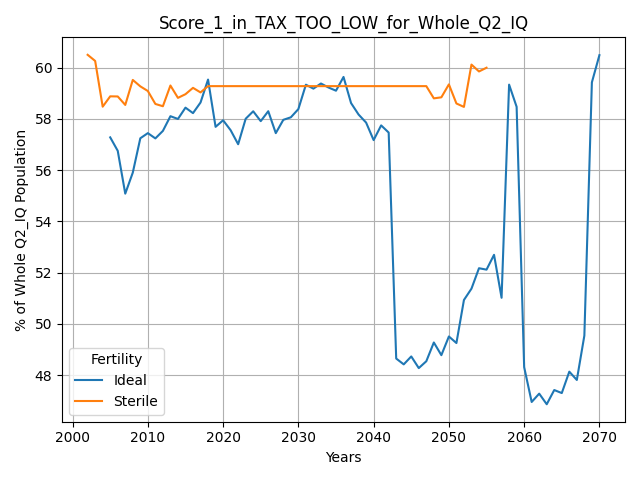 Score_1_in_TAX_TOO_LOW_for_Whole_Q2_IQ
% of Whole Q2_IQ Population
60
58
56
54
52
50
48
Fertility
Ideal
Sterile
2000 2010 2020 2030 2040 2050 2060 2070
Years